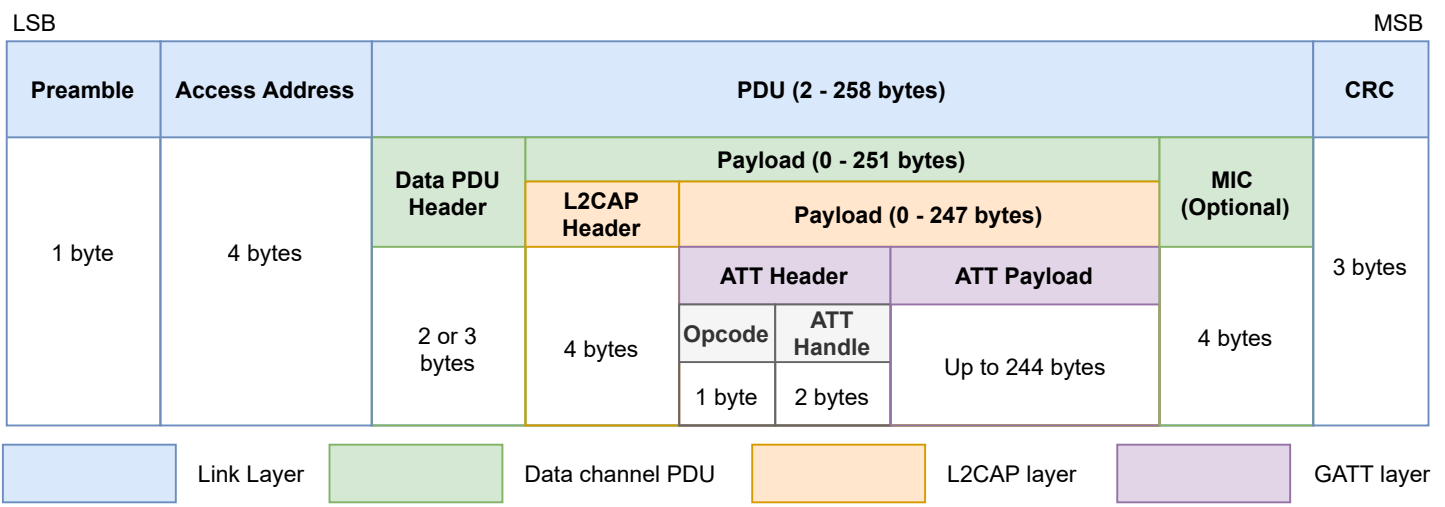 LSB
MSB
Preamble
Access Address
PDU (2 - 258 bytes)
CRC
1 byte
4 bytes
Data PDU
Header
Payload (0 - 251 bytes)
MIC
(Optional)
3 bytes
L2CAP
Header
Payload (0 - 247 bytes)
2 or 3
bytes
4 bytes
ATT Header
ATT Payload
4 bytes
Opcode
ATT
Handle
Up to 244 bytes
1 byte
2 bytes
Link Layer
Data channel PDU
L2CAP layer
GATT layer